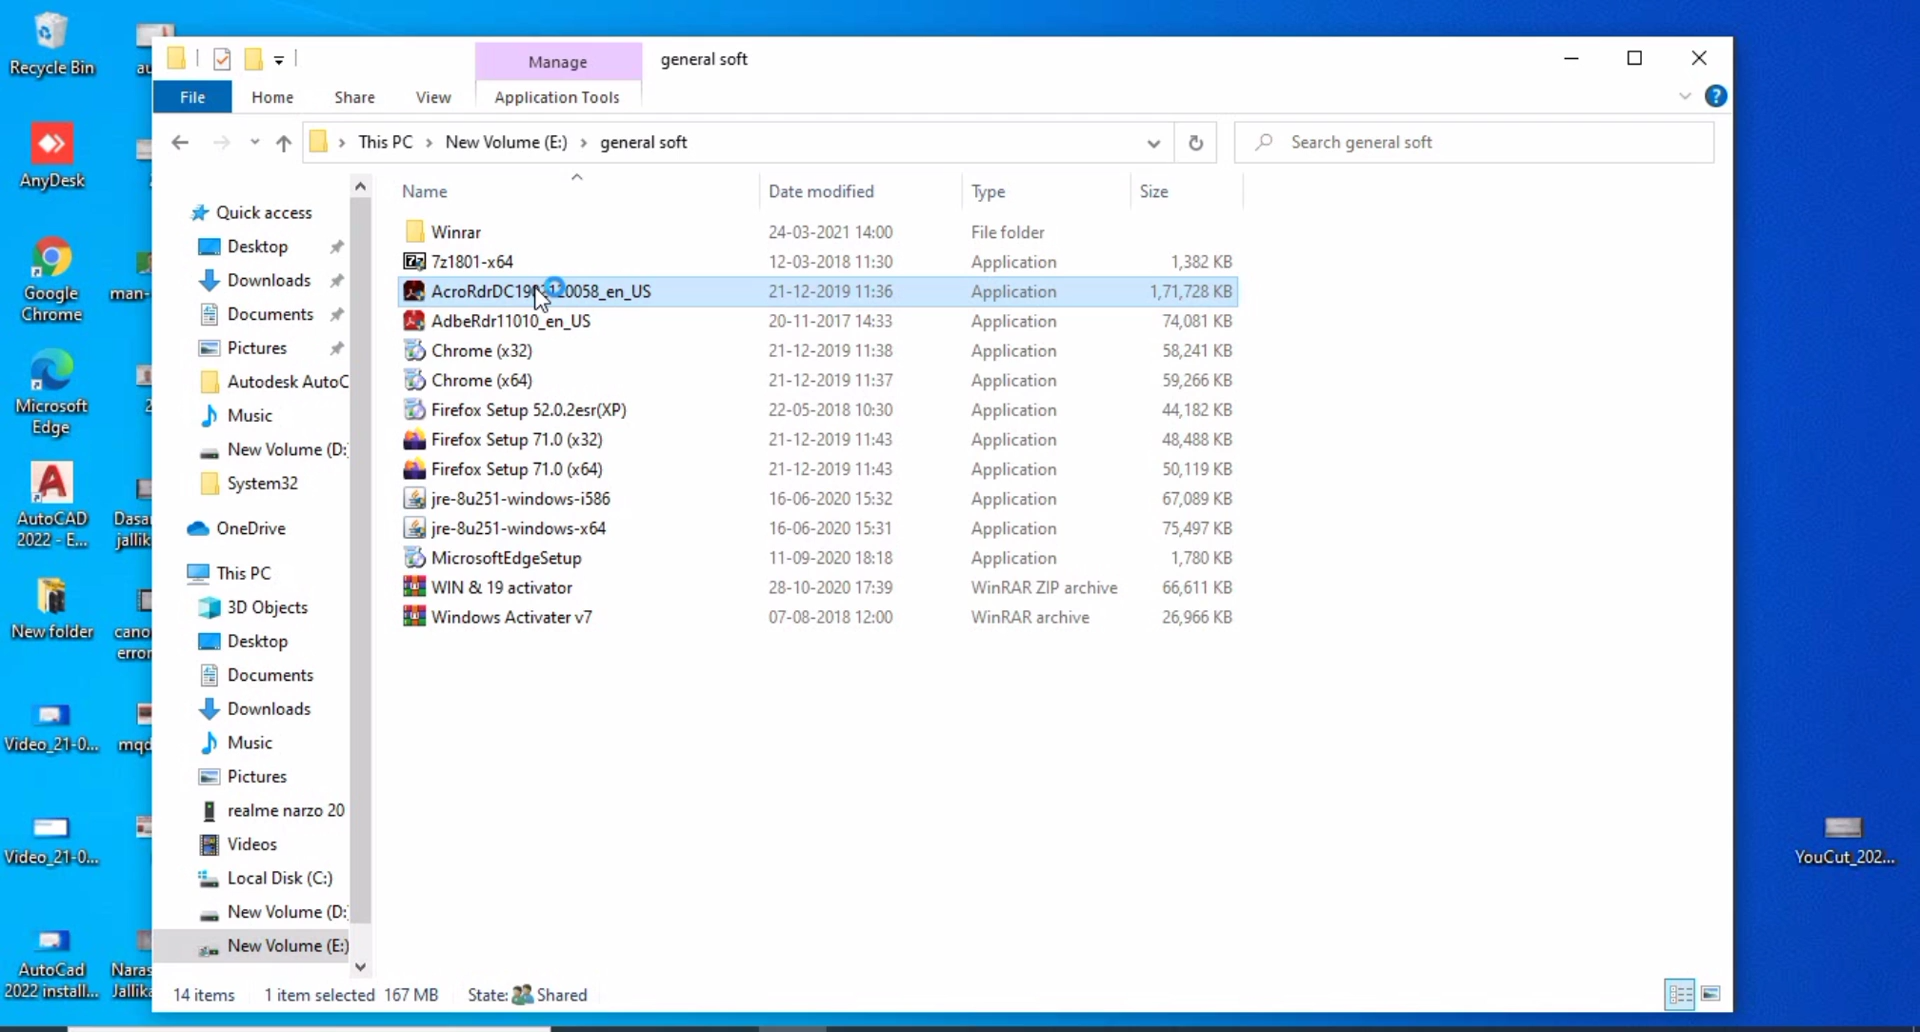 Manage
general soft
File
Home
Share
View
Application Tools
This PC
New Volume (E:)
general soft
Search general soft
Name
Date modified
Type
Size
Winrar 24-03-2021 14:00 File folder
7z1801-x64 12-03-2018 11:30 Application 1,382 KB
21-12-2019 11:36 Application 1,71,728 KB
AdbeRdr11010_en_US 20-11-2017 14:33 Application 74,081 KB
Chrome (x32) 21-12-2019 11:38 Application 58,241 KB
Chrome (x64) 21-12-2019 11:37 Application 59,266 KB
Firefox Setup 52.0.2esr(XP) 22-05-2018 10:30 Application 44,182 KB
Firefox Setup 71.0 (x32) 21-12-2019 11:43 Application 48,488 KB
Firefox Setup 71.0 (x64) 21-12-2019 11:43 Application 50,119 KB
jre-8u251-windows-i586 16-06-2020 15:32 Application 67,089 KB
jre-8u251-windows-x64 16-06-2020 15:31 Application 75,497 KB
MicrosoftEdgeSetup 11-09-2020 18:18 Application 1,780 KB
WIN & 19 activator 28-10-2020 17:39 WinRAR ZIP archive 66,611 KB
Windows Activater v7 07-08-2018 12:00 WinRAR archive 26,966 KB
Quick access
Desktop
Downloads
Documents
Pictures
Autodesk AutoC
Music
New Volume (D:
System32
OneDrive
This PC
3D Objects
Desktop
Documents
Downloads
Music
Pictures
realme narzo 20
Videos
Local Disk (C:)
New Volume (D:
New Volume (E:)
14 items
1 item selected 167 MB
State: Shared
Recycle Bin
AnyDesk
Google
Chrome
Microsoft
Edge
AutoCAD
2022 - E...
New folder
Video_21-0...
Video_21-0...
AutoCad
2022 install...
au
man-
2
Dasar
jallik
cano
error
mqd
Naras
Jallika
YouCut_202...